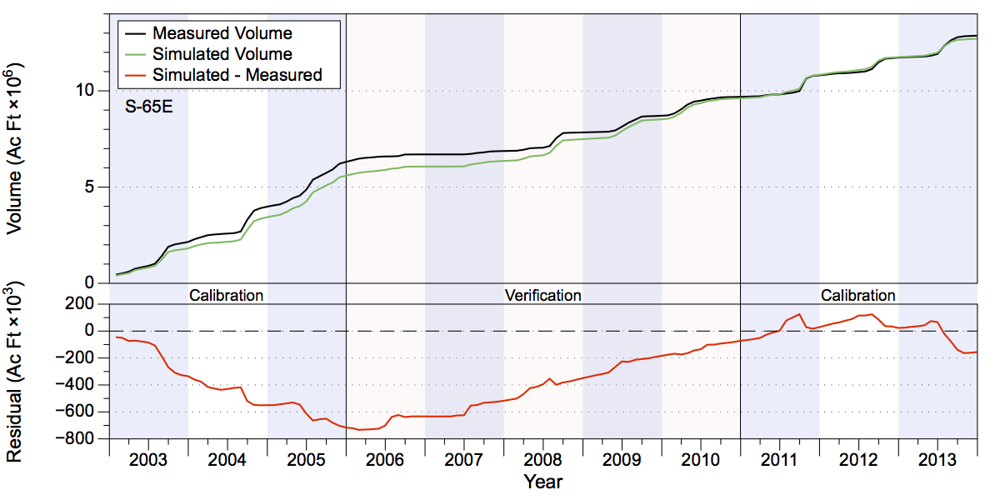 Measured Volume
Simulated Volume
Simulated - Measured
S-65E
Volume (Ac Ft ×10⁶)
10
5
0
Calibration
Verification
Calibration
Residual (Ac Ft ×10³)
200
0
−200
−400
−600
−800
2003 2004 2005 2006 2007 2008 2009 2010 2011 2012 2013
Year